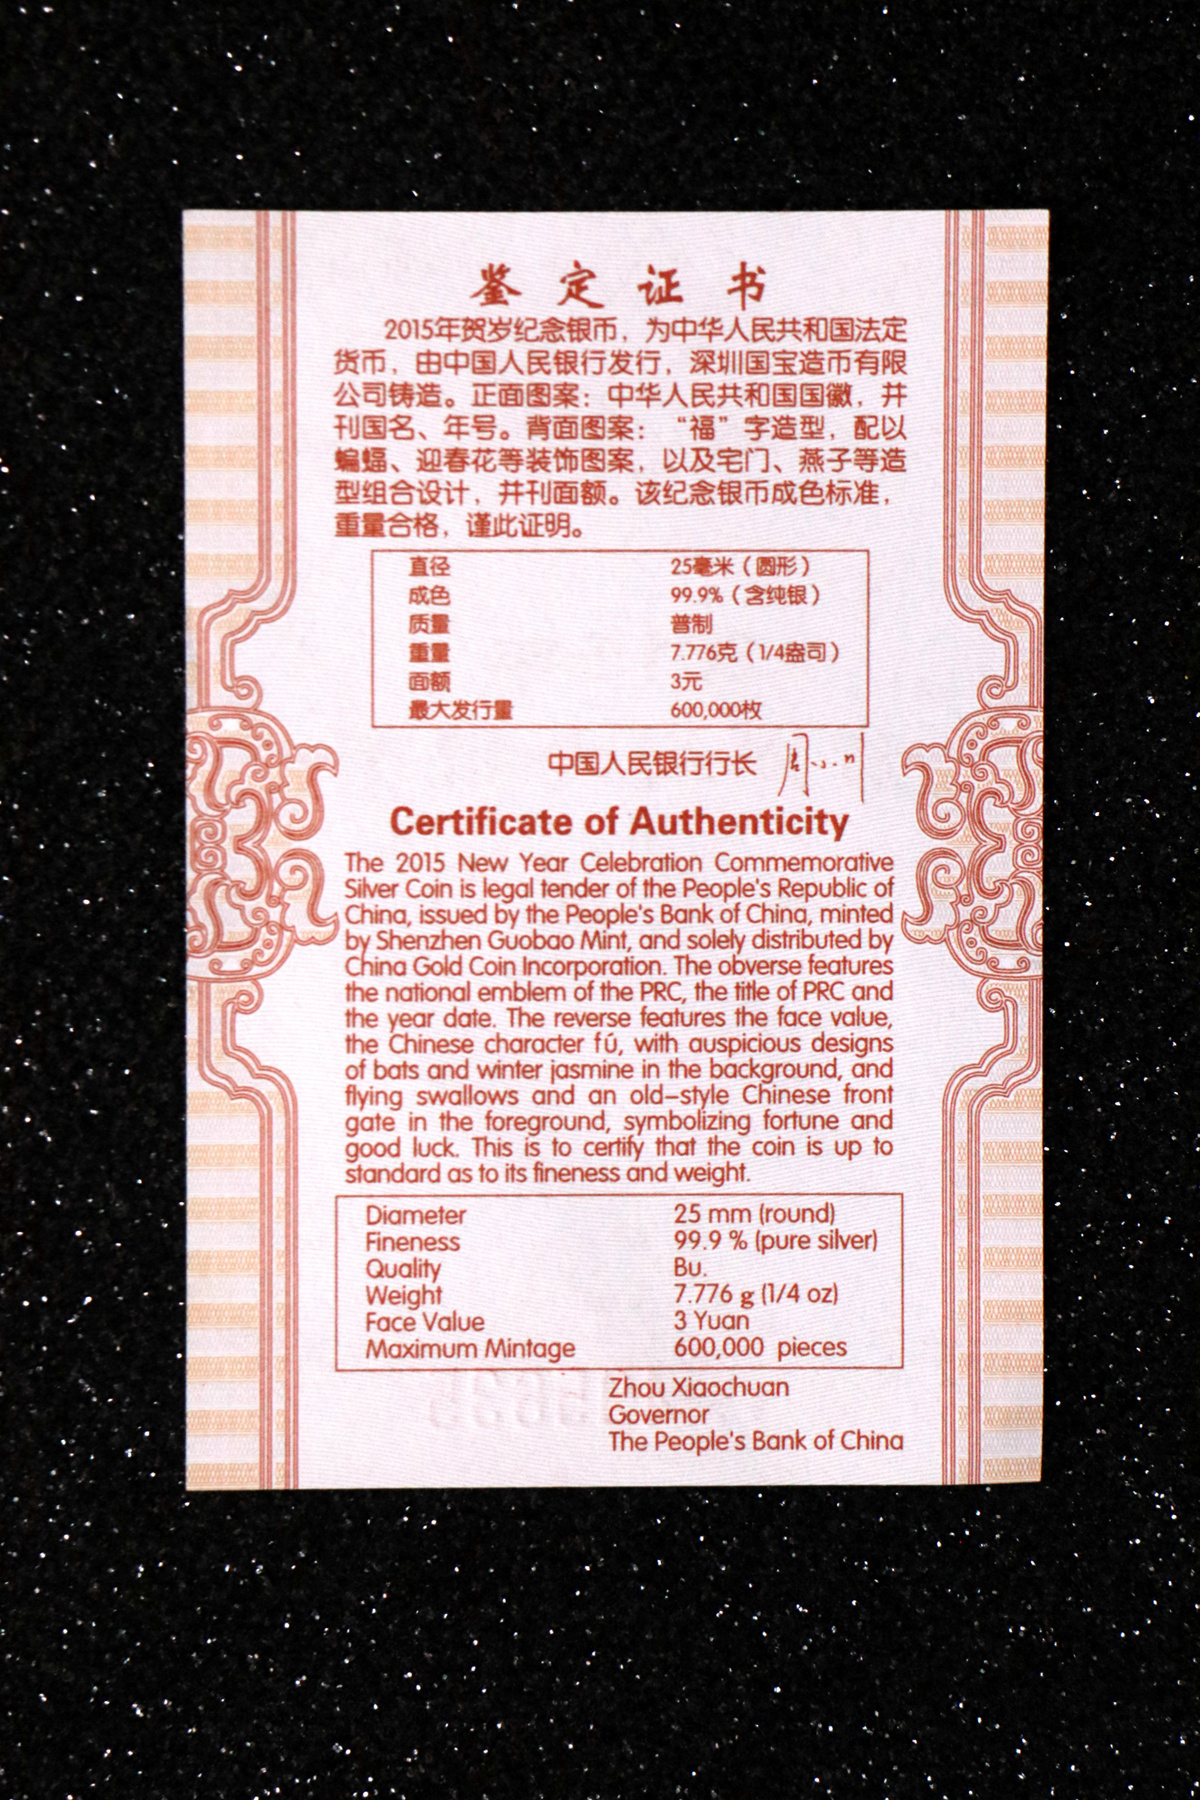 鉴定证书
2015年贺岁纪念银币，为中华人民共和国法定
货币，由中国人民银行发行，深圳国宝造币有限
公司铸造。正面图案：中华人民共和国国徽，并
刊国名、年号。背面图案：“福”字造型，配以
蝙蝠、迎春花等装饰图案，以及宅门、燕子等造
型组合设计，并刊面额。该纪念银币成色标准，
重量合格，谨此证明。
直径 25毫米（圆形）
成色 99.9%（含纯银）
质量 普制
重量 7.776克（1/4盎司）
面额 3元
最大发行量 600,000枚
中国人民银行行长 周小川
Certificate of Authenticity
The 2015 New Year Celebration Commemorative
Silver Coin is legal tender of the People's Republic of
China, issued by the People's Bank of China, minted
by Shenzhen Guobao Mint, and solely distributed by
China Gold Coin Incorporation. The obverse features
the national emblem of the PRC, the title of PRC and
the year date. The reverse features the face value,
the Chinese character fú, with auspicious designs
of bats and winter jasmine in the background, and
flying swallows and an old-style Chinese front
gate in the foreground, symbolizing fortune and
good luck. This is to certify that the coin is up to
standard as to its fineness and weight.
Diameter 25 mm (round)
Fineness 99.9 % (pure silver)
Quality Bu.
Weight 7.776 g (1/4 oz)
Face Value 3 Yuan
Maximum Mintage 600,000 pieces
Zhou Xiaochuan
Governor
The People's Bank of China